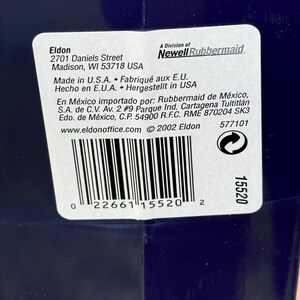 Eldon
2701 Daniels Street
Madison, WI 53718 USA
A Division of
NewellRubbermaid
Made in U.S.A. • Fabriqué aux E.U.
Hecho en E.U.A. • Hergestellt in USA
En México importado por: Rubbermaid de México,
S.A. de C.V. Av. 2 #9 Parque Ind. Cartagena Tultitlán
Edo. de México, C.P. 54900 R.F.C. RME 870204 SK3
www.eldonoffice.com © 2002 Eldon
577101
0 22661 15520 2
15520